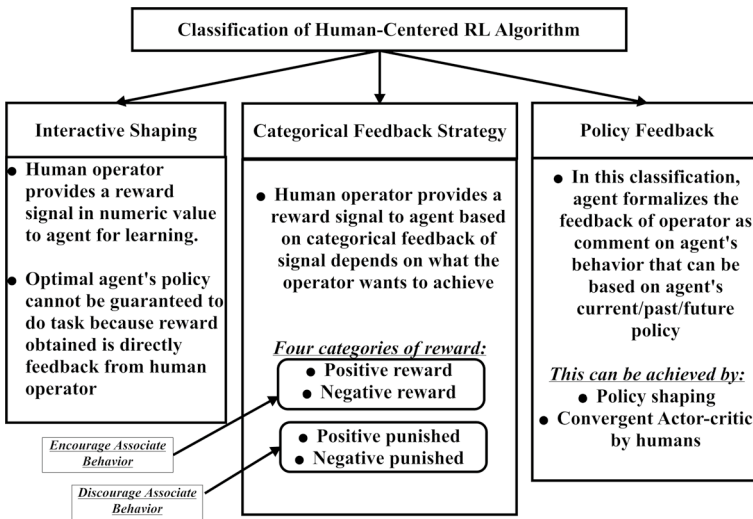 Classification of Human-Centered RL Algorithm
Interactive Shaping
● Human operator
provides a reward
signal in numeric value
to agent for learning.
● Optimal agent's policy
cannot be guaranteed to
do task because reward
obtained is directly
feedback from human
operator
Categorical Feedback Strategy
● Human operator provides a
reward signal to agent based
on categorical feedback of
signal depends on what the
operator wants to achieve
Four categories of reward:
● Positive reward
● Negative reward
● Positive punished
● Negative punished
Encourage Associate
Behavior
Discourage Associate
Behavior
Policy Feedback
● In this classification,
agent formalizes the
feedback of operator as
comment on agent's
behavior that can be
based on agent's
current/past/future
policy
This can be achieved by:
● Policy shaping
● Convergent Actor-critic
by humans